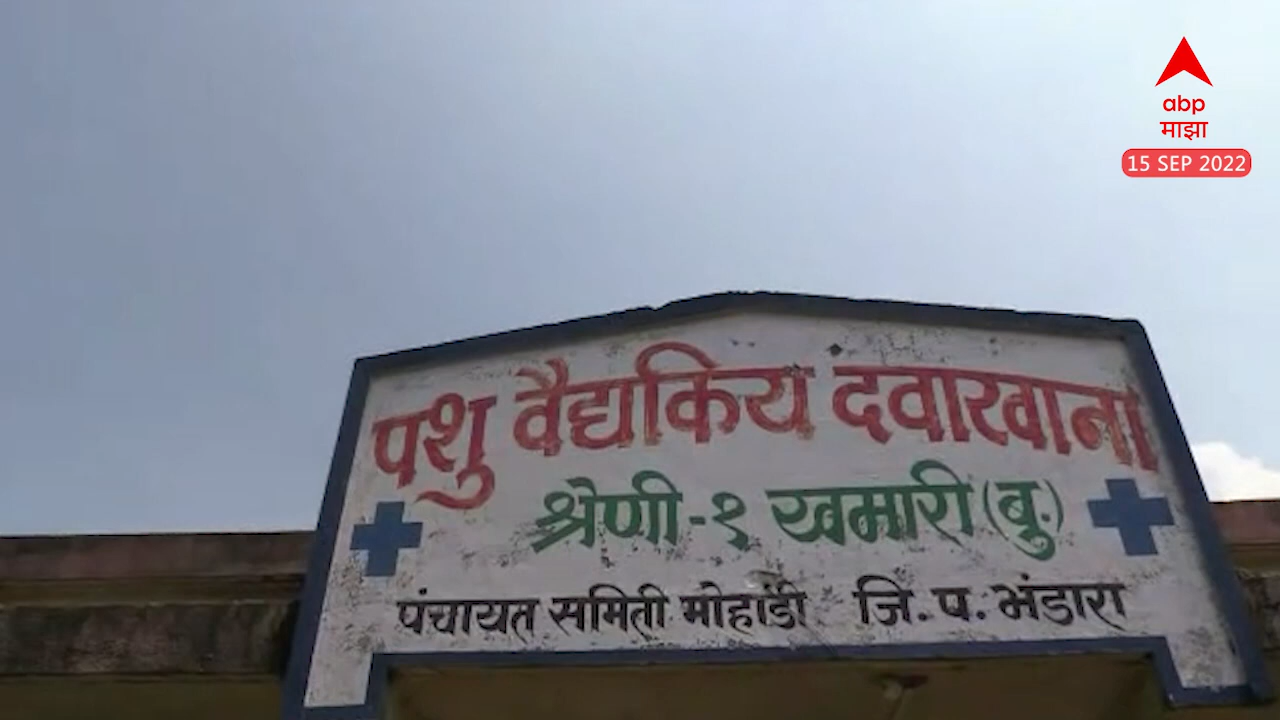 abp
माझा
15 SEP 2022
पशु वैद्यकिय दवाखाना
श्रेणी-१ खमारी (बु.)
पंचायत समिती मोहाडी जि. प. भंडारा